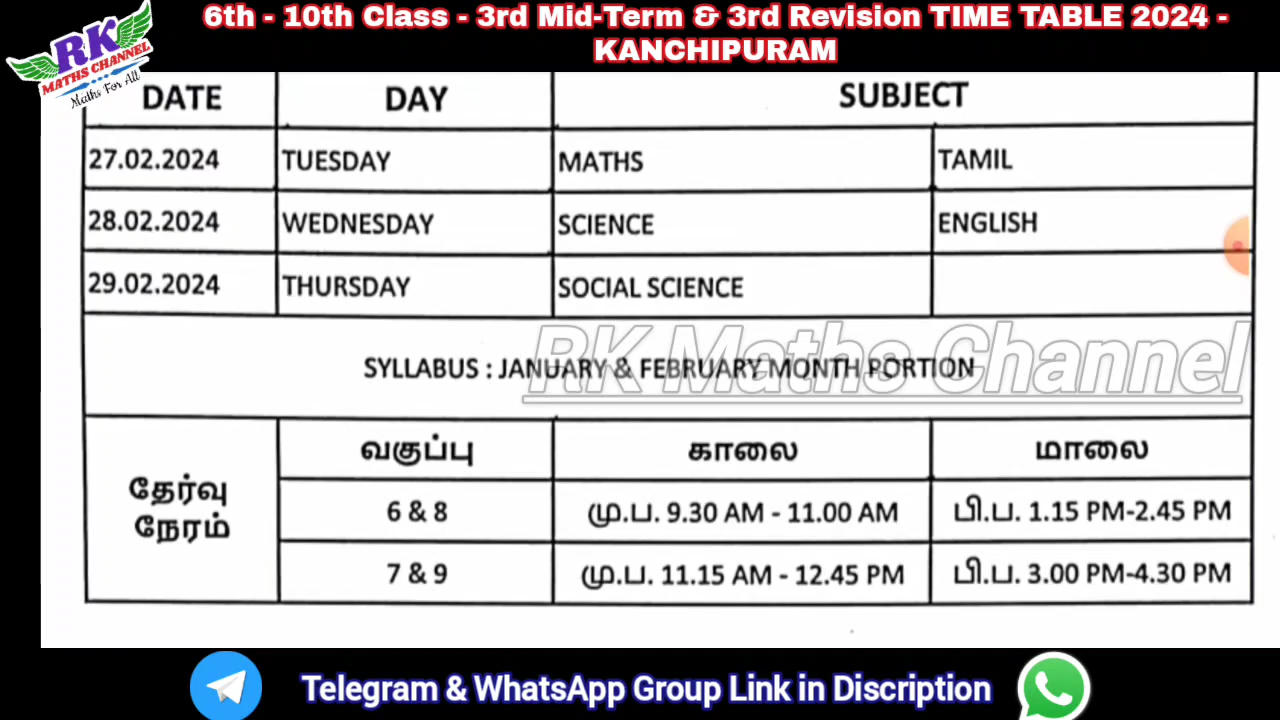 6th - 10th Class - 3rd Mid-Term & 3rd Revision TIME TABLE 2024 -
KANCHIPURAM
RK
MATHS CHANNEL
Maths For All
DATE DAY SUBJECT
27.02.2024 TUESDAY MATHS TAMIL
28.02.2024 WEDNESDAY SCIENCE ENGLISH
29.02.2024 THURSDAY SOCIAL SCIENCE
SYLLABUS : JANUARY & FEBRUARY MONTH PORTION
RK Maths Channel
தேர்வு நேரம் வகுப்பு காலை மாலை
6 & 8 மு.ப. 9.30 AM - 11.00 AM பி.ப. 1.15 PM-2.45 PM
7 & 9 மு.ப. 11.15 AM - 12.45 PM பி.ப. 3.00 PM-4.30 PM
Telegram & WhatsApp Group Link in Discription